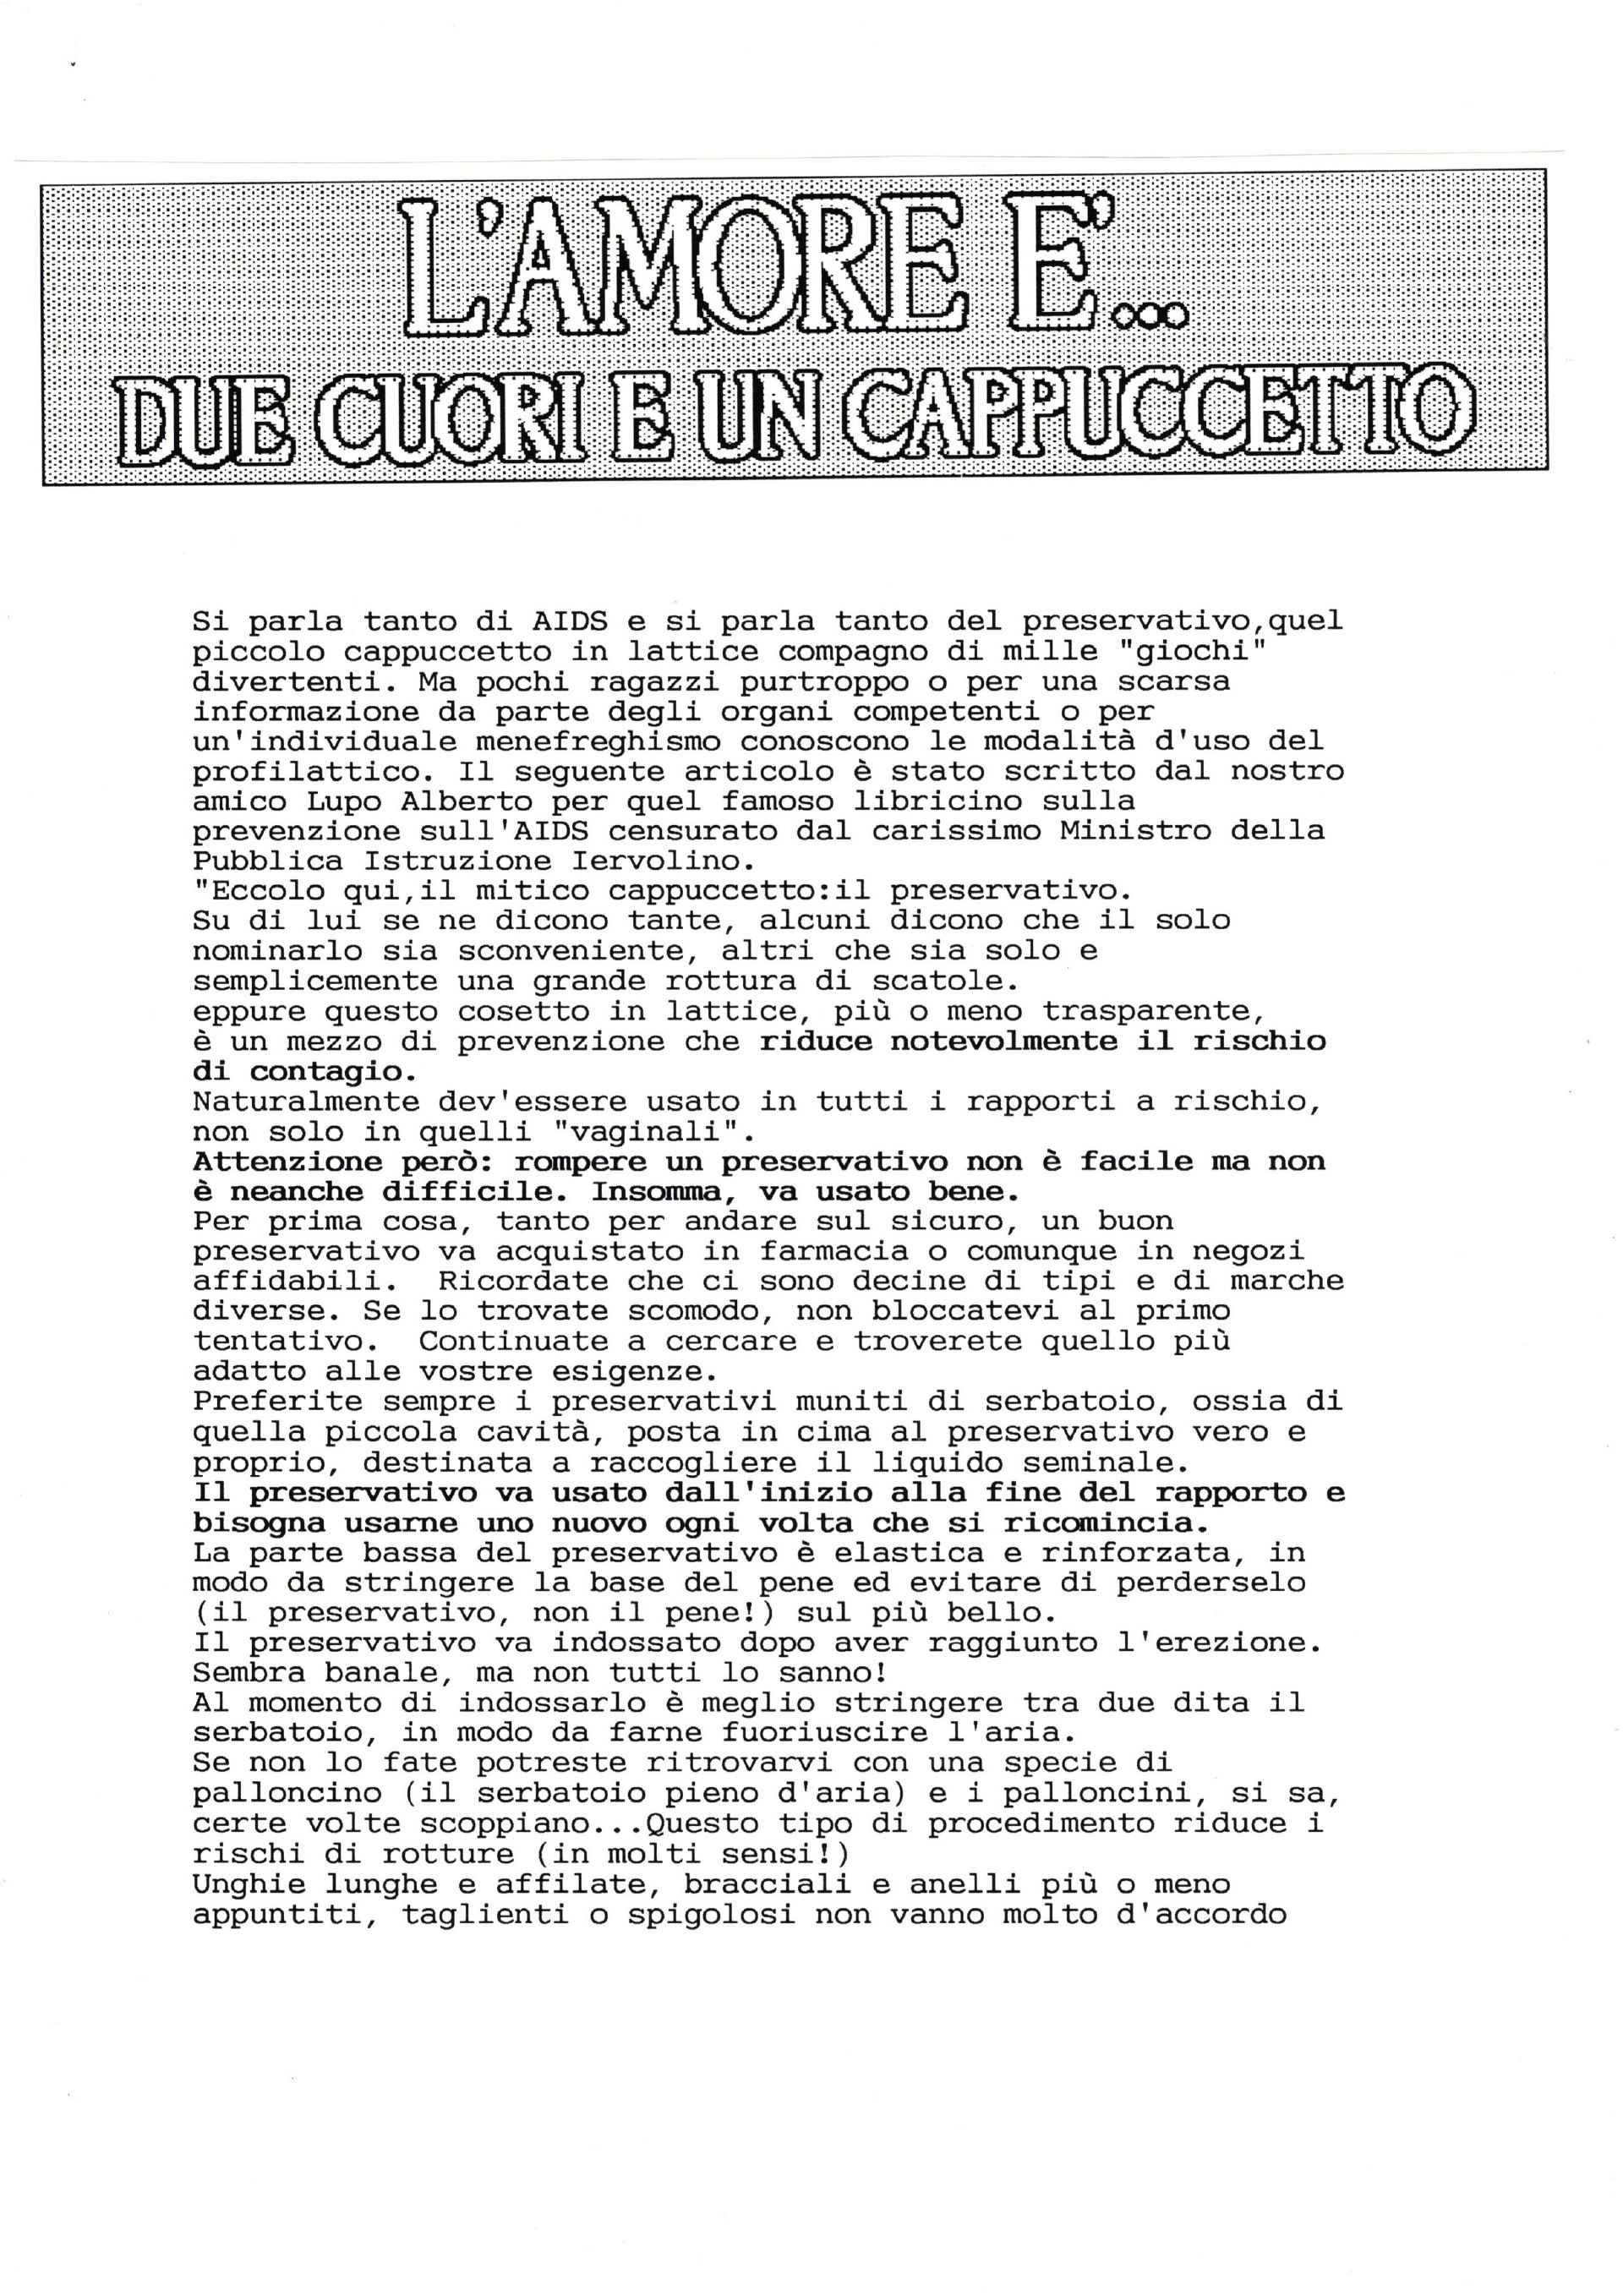 L'AMORE E'...
DUE CUORI E UN CAPPUCCETTO
Si parla tanto di AIDS e si parla tanto del preservativo,quel
piccolo cappuccetto in lattice compagno di mille "giochi"
divertenti. Ma pochi ragazzi purtroppo o per una scarsa
informazione da parte degli organi competenti o per
un'individuale menefreghismo conoscono le modalità d'uso del
profilattico. Il seguente articolo è stato scritto dal nostro
amico Lupo Alberto per quel famoso libricino sulla
prevenzione sull'AIDS censurato dal carissimo Ministro della
Pubblica Istruzione Iervolino.
"Eccolo qui,il mitico cappuccetto:il preservativo.
Su di lui se ne dicono tante, alcuni dicono che il solo
nominarlo sia sconveniente, altri che sia solo e
semplicemente una grande rottura di scatole.
eppure questo cosetto in lattice, più o meno trasparente,
è un mezzo di prevenzione che riduce notevolmente il rischio
di contagio.
Naturalmente dev'essere usato in tutti i rapporti a rischio,
non solo in quelli "vaginali".
Attenzione però: rompere un preservativo non è facile ma non
è neanche difficile. Insomma, va usato bene.
Per prima cosa, tanto per andare sul sicuro, un buon
preservativo va acquistato in farmacia o comunque in negozi
affidabili.  Ricordate che ci sono decine di tipi e di marche
diverse. Se lo trovate scomodo, non bloccatevi al primo
tentativo.  Continuate a cercare e troverete quello più
adatto alle vostre esigenze.
Preferite sempre i preservativi muniti di serbatoio, ossia di
quella piccola cavità, posta in cima al preservativo vero e
proprio, destinata a raccogliere il liquido seminale.
Il preservativo va usato dall'inizio alla fine del rapporto e
bisogna usarne uno nuovo ogni volta che si ricomincia.
La parte bassa del preservativo è elastica e rinforzata, in
modo da stringere la base del pene ed evitare di perderselo
(il preservativo, non il pene!) sul più bello.
Il preservativo va indossato dopo aver raggiunto l'erezione.
Sembra banale, ma non tutti lo sanno!
Al momento di indossarlo è meglio stringere tra due dita il
serbatoio, in modo da farne fuoriuscire l'aria.
Se non lo fate potreste ritrovarvi con una specie di
palloncino (il serbatoio pieno d'aria) e i palloncini, si sa,
certe volte scoppiano...Questo tipo di procedimento riduce i
rischi di rotture (in molti sensi!)
Unghie lunghe e affilate, bracciali e anelli più o meno
appuntiti, taglienti o spigolosi non vanno molto d'accordo